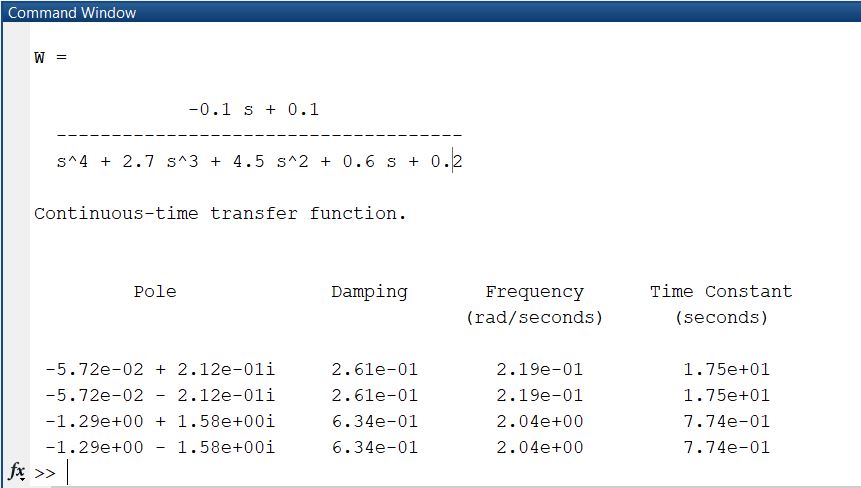 Command Window
W =
-0.1 s + 0.1
-------------------------------------
s^4 + 2.7 s^3 + 4.5 s^2 + 0.6 s + 0.2
Continuous-time transfer function.
Pole Damping Frequency Time Constant
(rad/seconds) (seconds)
-5.72e-02 + 2.12e-01i 2.61e-01 2.19e-01 1.75e+01
-5.72e-02 - 2.12e-01i 2.61e-01 2.19e-01 1.75e+01
-1.29e+00 + 1.58e+00i 6.34e-01 2.04e+00 7.74e-01
-1.29e+00 - 1.58e+00i 6.34e-01 2.04e+00 7.74e-01
fx >>